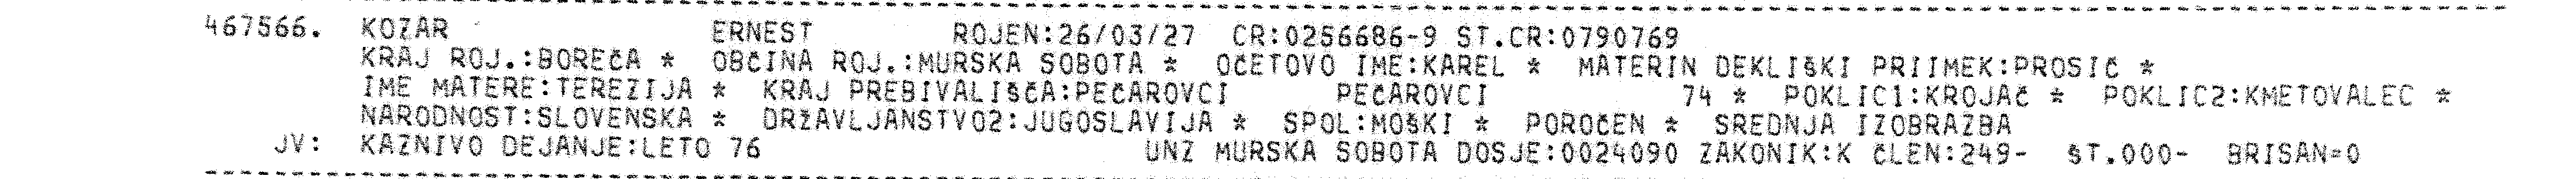 467566. KOZAR ERNEST ROJEN:26/03/27 CR:0256686-9 ST.CR:0790769
KRAJ ROJ.:BOREČA * OBČINA ROJ.:MURSKA SOBOTA * OČETOVO IME:KAREL * MATERIN DEKLIŠKI PRIIMEK:PROSIČ *
IME MATERE:TEREZIJA * KRAJ PREBIVALIŠČA:PEČAROVCI PEČAROVCI 74 * POKLIC1:KROJAČ * POKLIC2:KMETOVALEC *
NARODNOST:SLOVENSKA * DRŽAVLJANSTVO2:JUGOSLAVIJA * SPOL:MOŠKI * POROČEN * SREDNJA IZOBRAZBA
JV: KAZNIVO DEJANJE:LETO 76 UNZ MURSKA SOBOTA DOSJE:0024090 ZAKONIK:K ČLEN:249- ŠT.000- BRISAN=0